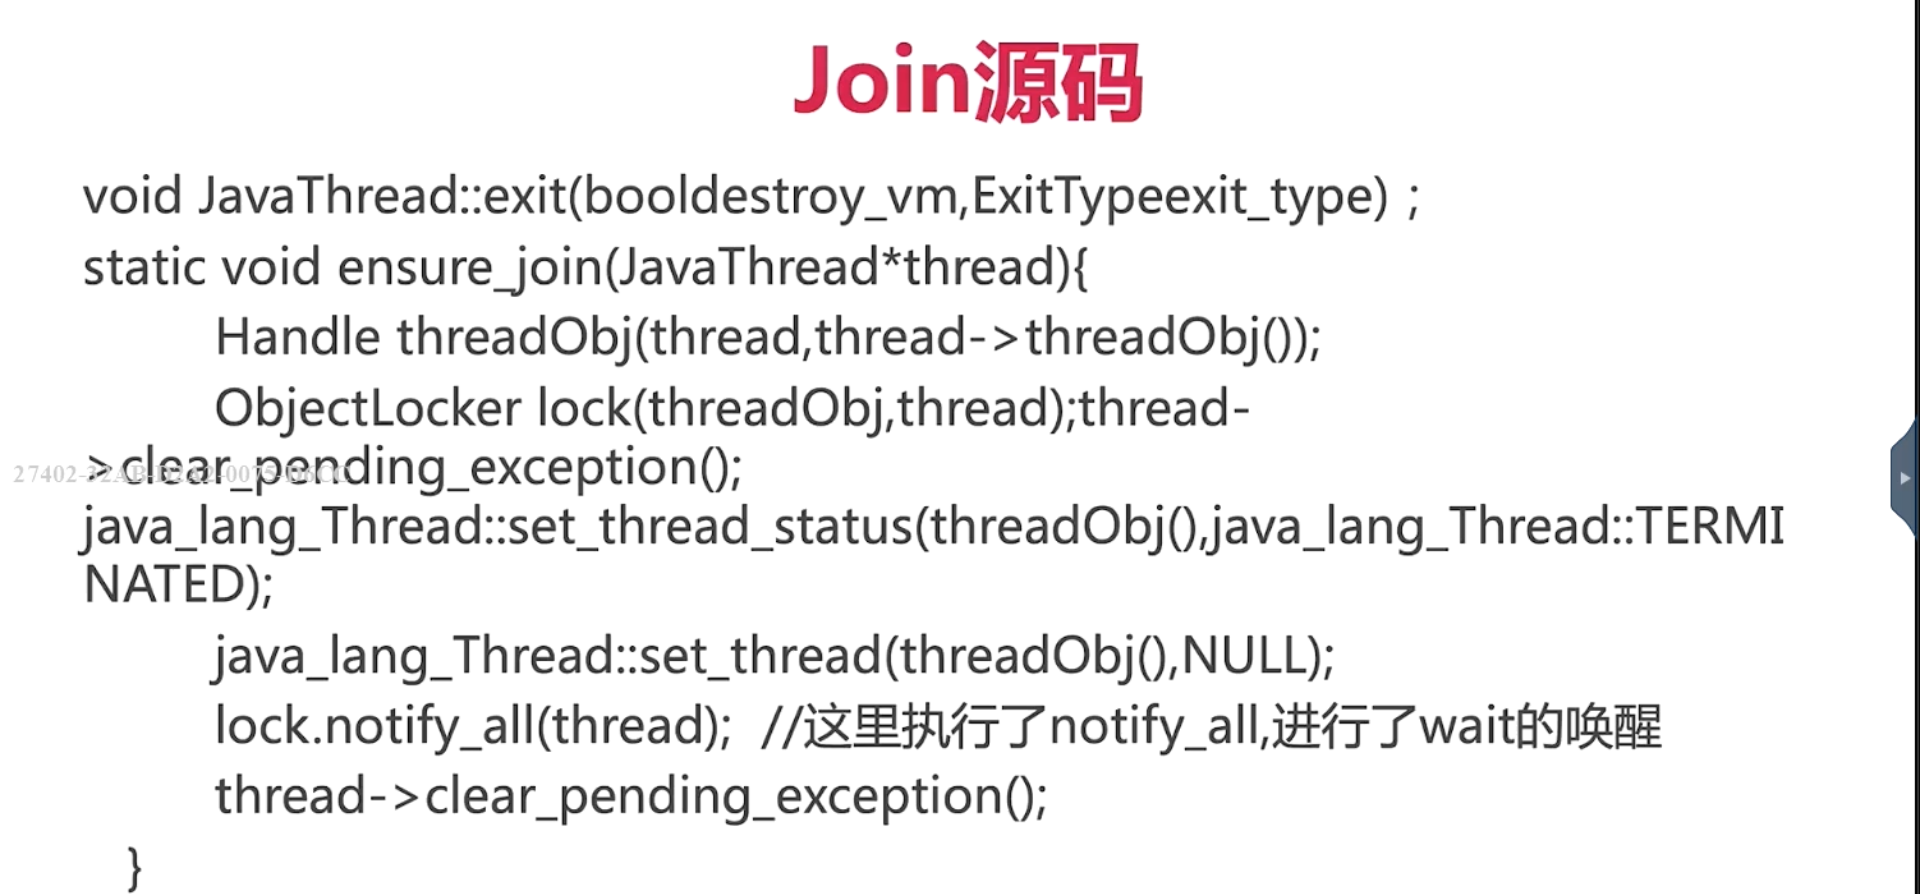 Join源码
void JavaThread::exit(booldestroy_vm,ExitTypeexit_type)；
static void ensure_join(JavaThread*thread){
Handle threadObj(thread,thread->threadObj());
ObjectLocker lock(threadObj,thread);thread-
>clear_pending_exception();
java_lang_Thread::set_thread_status(threadObj(),java_lang_Thread::TERMI
NATED);
java_lang_Thread::set_thread(threadObj(),NULL);
lock.notify_all(thread); //这里执行了notify_all,进行了wait的唤醒
thread->clear_pending_exception();
}